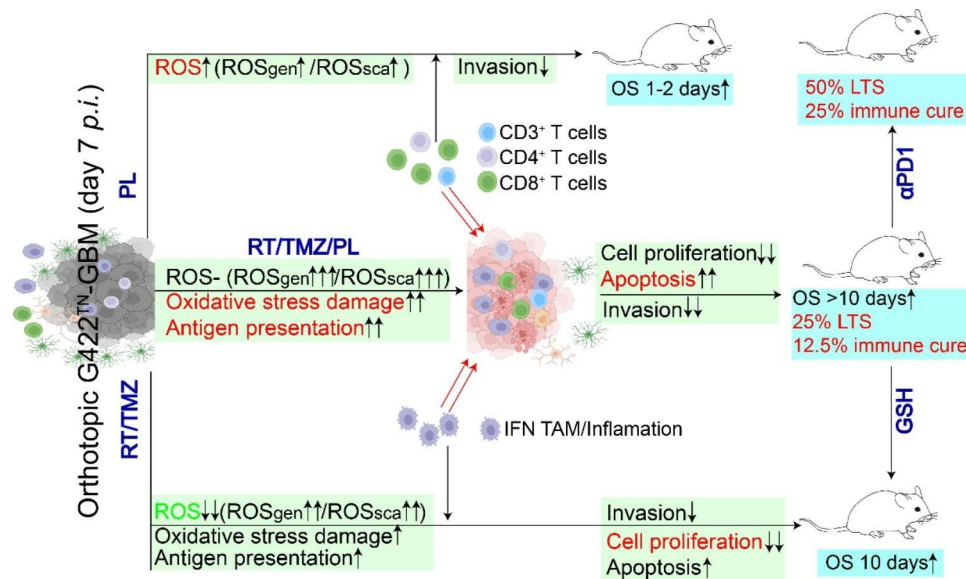 ROS↑(ROSgen↑/ROSsca↑)
Invasion↓
OS 1-2 days↑
50% LTS
25% immune cure
CD3⁺ T cells
CD4⁺ T cells
CD8⁺ T cells
PL
αPD1
Orthotopic G422ᵀᴺ-GBM (day 7 p.i.)
RT/TMZ/PL
ROS- (ROSgen↑↑↑/ROSsca↑↑↑)
Oxidative stress damage↑↑
Antigen presentation↑↑
Cell proliferation↓↓
Apoptosis↑↑
Invasion↓↓
OS >10 days↑
25% LTS
12.5% immune cure
RT/TMZ
IFN TAM/Inflamation
GSH
ROS↓↓(ROSgen↑↑/ROSsca↑↑)
Oxidative stress damage↑
Antigen presentation↑
Invasion↓
Cell proliferation↓↓
Apoptosis↑
OS 10 days↑